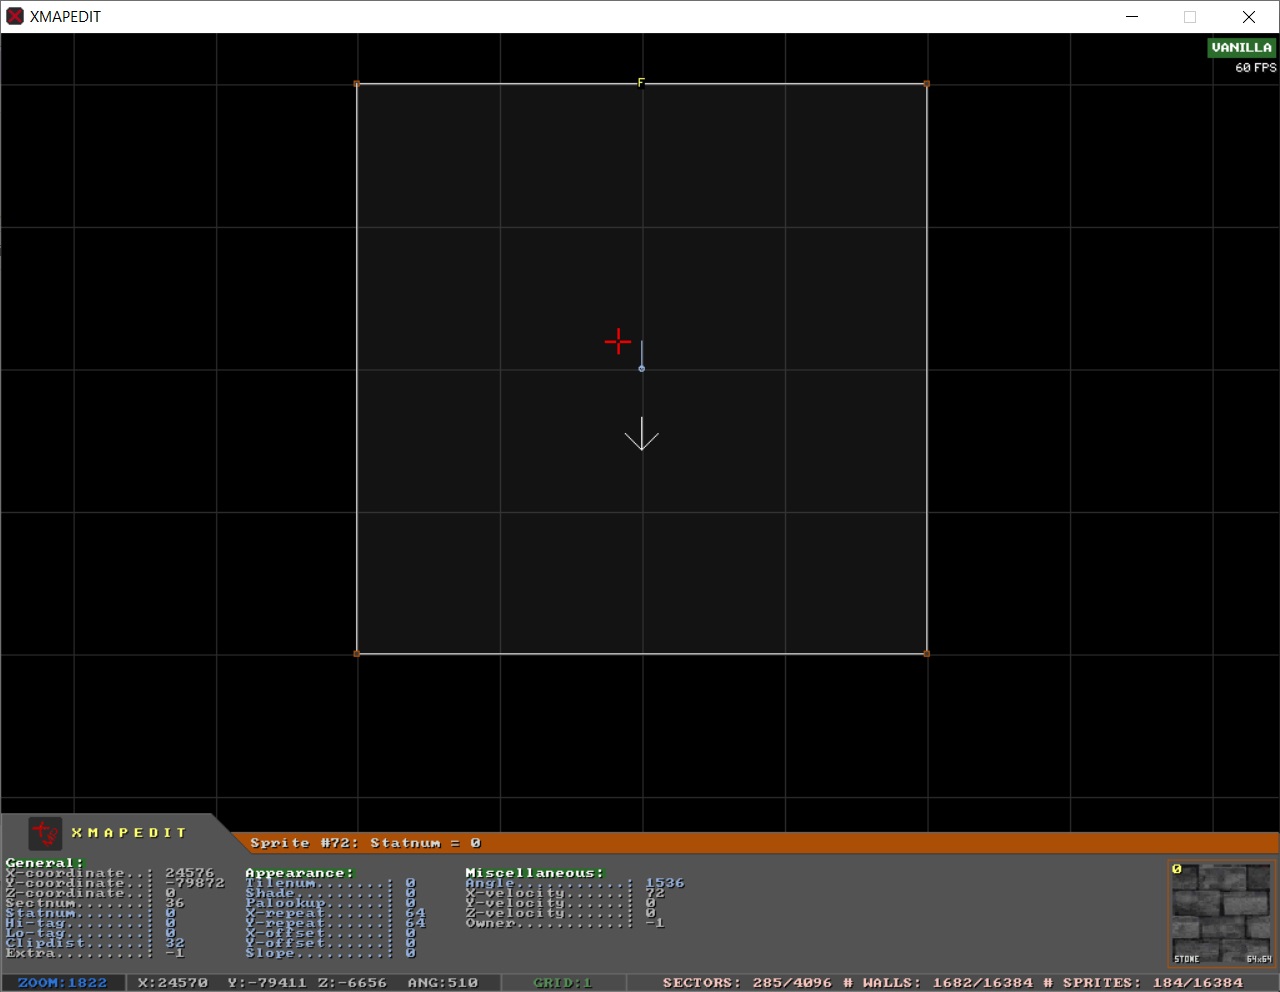 XMAPEDIT
VANILLA
60 FPS
F
XMAPEDIT
Sprite #72: Statnum = 0
General:
X-coordinate..: 24576
Y-coordinate..: -79872
Z-coordinate..: 0
Sectnum.......: 36
Statnum.......: 0
Hi-tag........: 0
Lo-tag........: 0
Clipdist......: 32
Extra.........: -1
Appearance:
Tilenum.......: 0
Shade.........: 0
Palookup......: 0
X-repeat......: 64
Y-repeat......: 64
X-offset......: 0
Y-offset......: 0
Slope.........: 0
Miscellaneous:
Angle...........: 1536
X-velocity......: 72
Y-velocity......: 0
Z-velocity......: 0
Owner...........: -1
0
STONE 64x64
ZOOM:1822 X:24570 Y:-79411 Z:-6656 ANG:510 GRID:1 SECTORS: 285/4096 # WALLS: 1682/16384 # SPRITES: 184/16384